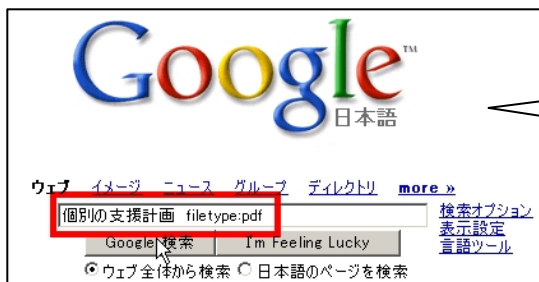 Google™
日本語
ウェブ イメージ ニュース グループ ディレクトリ more »
個別の支援計画 filetype:pdf
検索オプション
表示設定
言語ツール
Google 検索 I'm Feeling Lucky
ウェブ全体から検索 日本語のページを検索